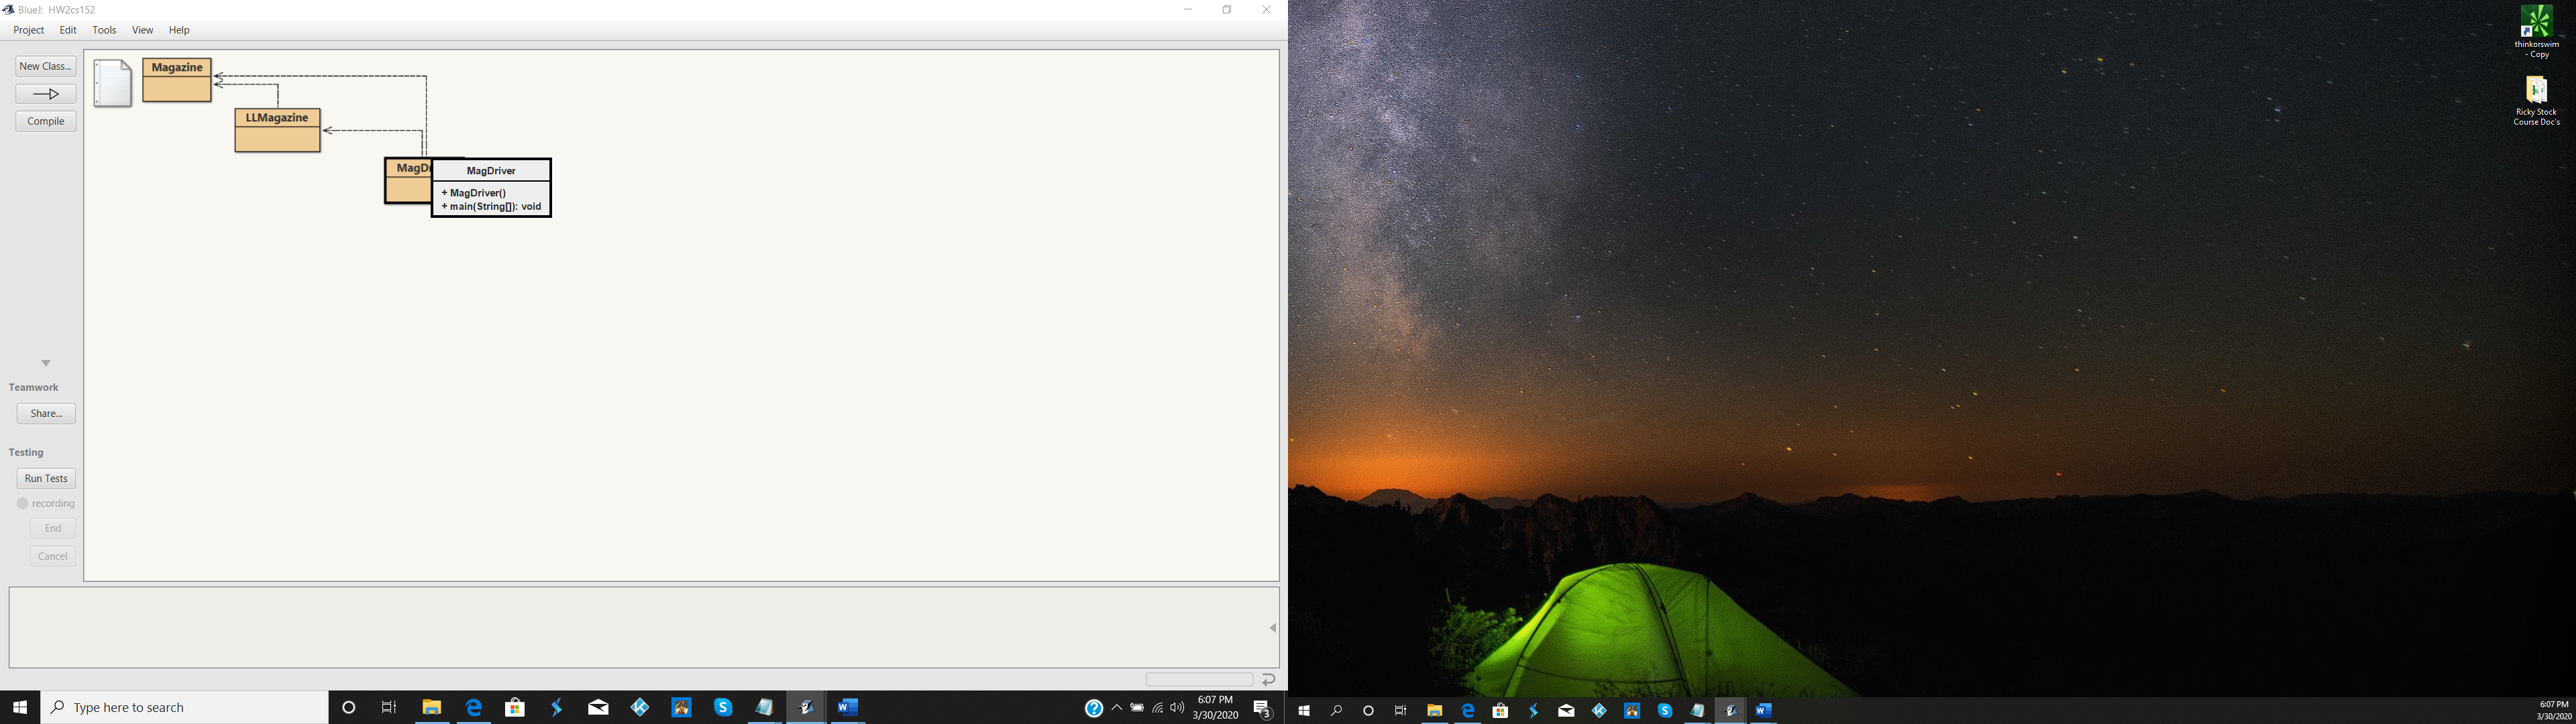 BlueJ: HW2cs152
Project Edit Tools View Help
New Class...
Compile
Magazine
LLMagazine
MagDr
MagDriver
+ MagDriver()
+ main(String[]): void
Teamwork
Share...
Testing
Run Tests
recording
End
Cancel
Type here to search
6:07 PM
3/30/2020
3
thinkorswim
- Copy
Ricky Stock
Course Doc's
6:07 PM
3/30/2020